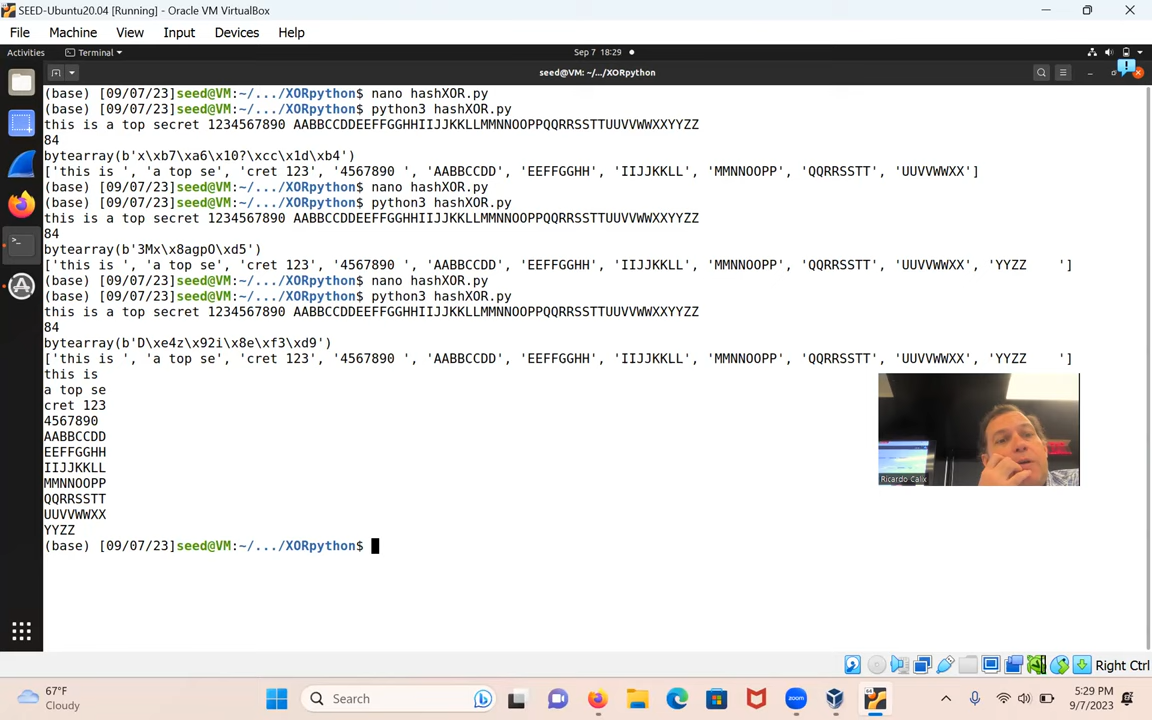 SEED-Ubuntu20.04 [Running] - Oracle VM VirtualBox
File Machine View Input Devices Help
Activities Terminal Sep 7 18:29
seed@VM: ~/.../XORpython
(base) [09/07/23]seed@VM:~/.../XORpython$ nano hashXOR.py
(base) [09/07/23]seed@VM:~/.../XORpython$ python3 hashXOR.py
this is a top secret 1234567890 AABBCCDDEEFFGGHHIIJJKKLLMMNNOOPPQQRRSSTTUUVVWWXXYYZZ
84
bytearray(b'x\xb7\xa6\x10?\xcc\x1d\xb4')
['this is ', 'a top se', 'cret 123', '4567890 ', 'AABBCCDD', 'EEFFGGHH', 'IIJJKKLL', 'MMNNOOPP', 'QQRRSSTT', 'UUVVWWXX']
(base) [09/07/23]seed@VM:~/.../XORpython$ nano hashXOR.py
(base) [09/07/23]seed@VM:~/.../XORpython$ python3 hashXOR.py
this is a top secret 1234567890 AABBCCDDEEFFGGHHIIJJKKLLMMNNOOPPQQRRSSTTUUVVWWXXYYZZ
84
bytearray(b'3Mx\x8agpO\xd5')
['this is ', 'a top se', 'cret 123', '4567890 ', 'AABBCCDD', 'EEFFGGHH', 'IIJJKKLL', 'MMNNOOPP', 'QQRRSSTT', 'UUVVWWXX', 'YYZZ    ']
(base) [09/07/23]seed@VM:~/.../XORpython$ nano hashXOR.py
(base) [09/07/23]seed@VM:~/.../XORpython$ python3 hashXOR.py
this is a top secret 1234567890 AABBCCDDEEFFGGHHIIJJKKLLMMNNOOPPQQRRSSTTUUVVWWXXYYZZ
84
bytearray(b'D\xe4z\x92i\x8e\xf3\xd9')
['this is ', 'a top se', 'cret 123', '4567890 ', 'AABBCCDD', 'EEFFGGHH', 'IIJJKKLL', 'MMNNOOPP', 'QQRRSSTT', 'UUVVWWXX', 'YYZZ    ']
this is
a top se
cret 123
4567890
AABBCCDD
EEFFGGHH
IIJJKKLL
MMNNOOPP
QQRRSSTT
UUVVWWXX
YYZZ
(base) [09/07/23]seed@VM:~/.../XORpython$
Ricardo Calix
Right Ctrl
67°F
Cloudy
Search
zoom
5:29 PM
9/7/2023